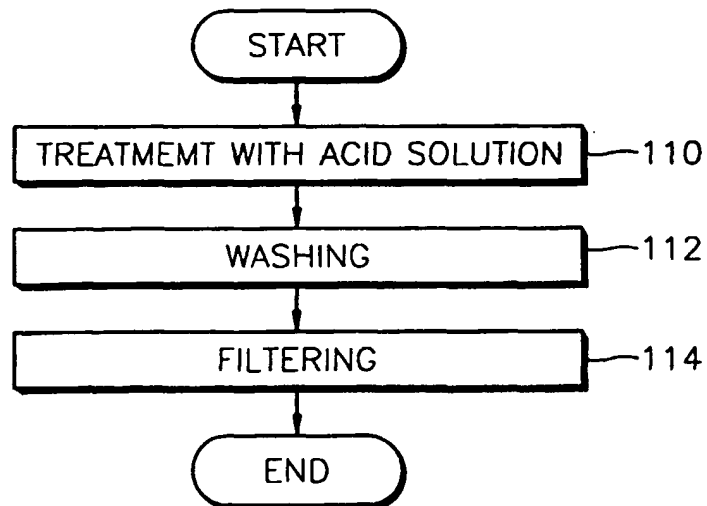 START
TREATMEMT WITH ACID SOLUTION 110
WASHING 112
FILTERING 114
END